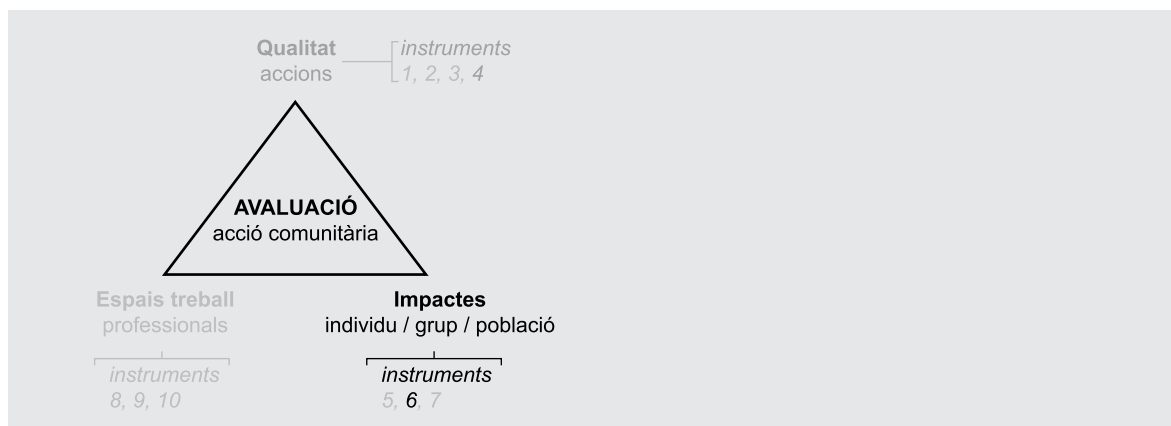 Qualitat
accions
instruments
1, 2, 3, 4
AVALUACIÓ
acció comunitària
Espais treball
professionals
instruments
8, 9, 10
Impactes
individu / grup / població
instruments
5, 6, 7